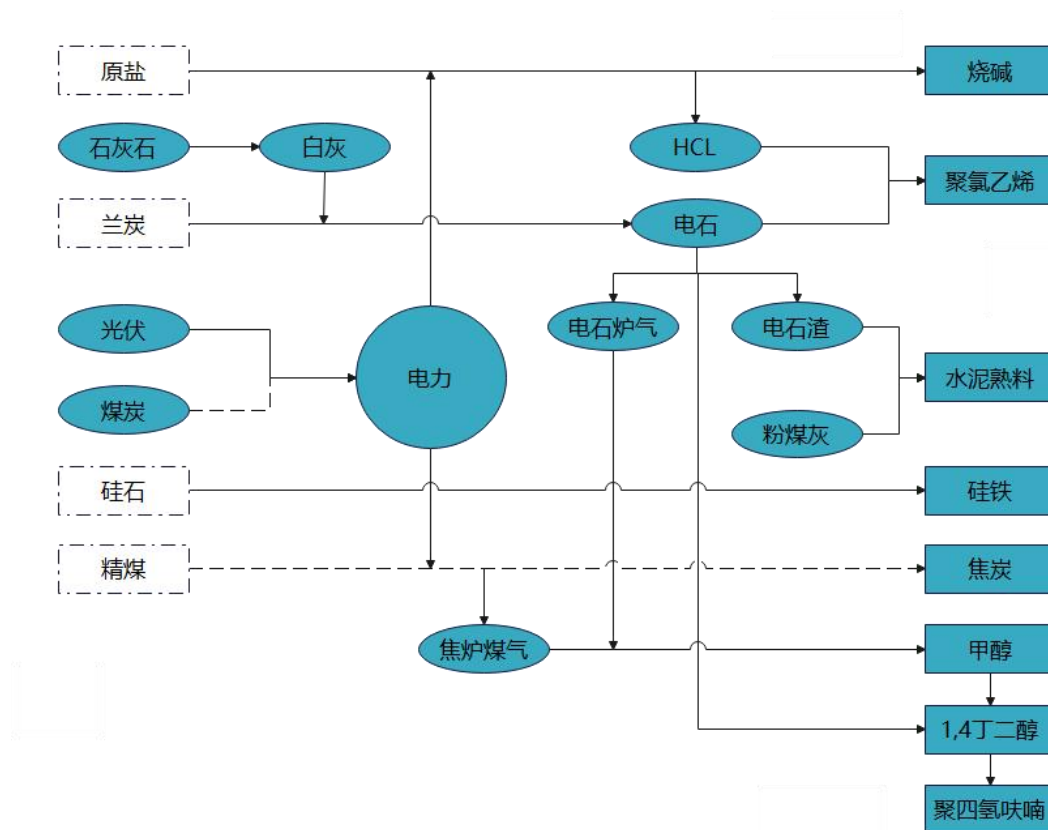 原盐
烧碱
石灰石
白灰
HCL
聚氯乙烯
兰炭
电石
光伏
电石炉气
电石渣
电力
水泥熟料
煤炭
粉煤灰
硅石
硅铁
精煤
焦炭
焦炉煤气
甲醇
1,4丁二醇
聚四氢呋喃